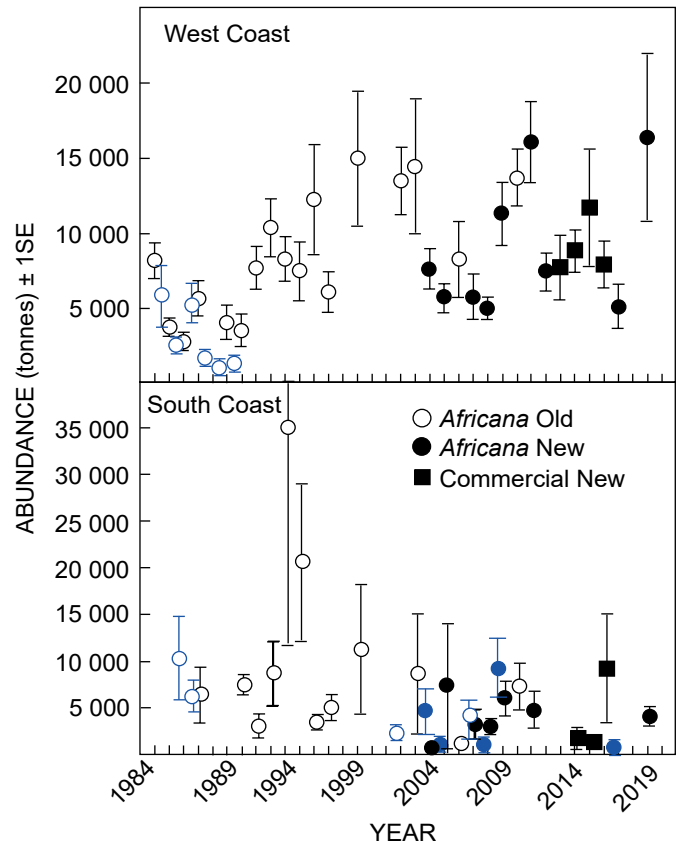 West Coast
20 000
15 000
10 000
5 000
ABUNDANCE (tonnes) ± 1SE
South Coast
Africana Old
Africana New
Commercial New
35 000
30 000
25 000
20 000
15 000
10 000
5 000
1984 1989 1994 1999 2004 2009 2014 2019
YEAR